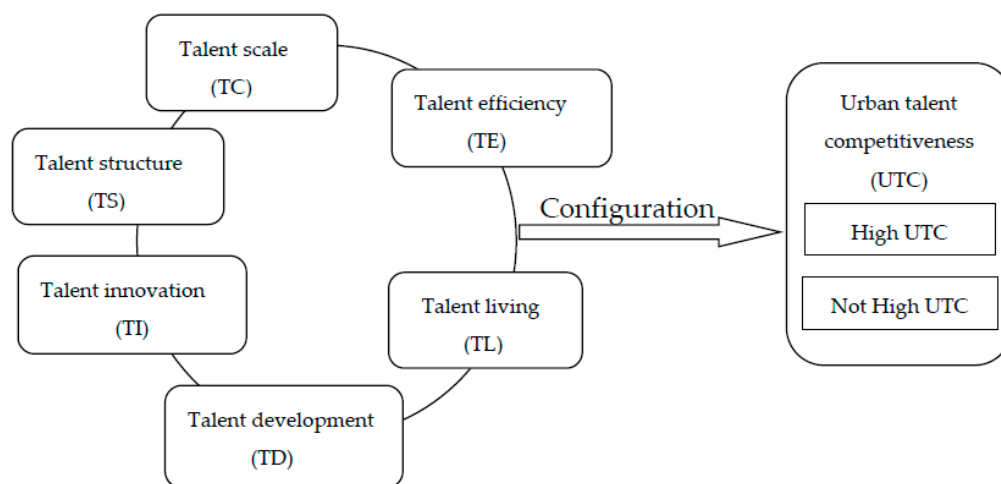 Talent scale
(TC)
Talent efficiency
(TE)
Talent structure
(TS)
Talent innovation
(TI)
Talent living
(TL)
Talent development
(TD)
Configuration
Urban talent
competitiveness
(UTC)
High UTC
Not High UTC